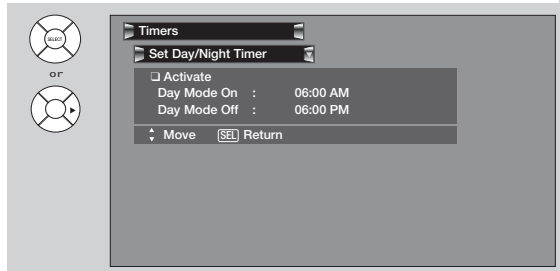 SELECT
or
Timers
Set Day/Night Timer
❏ Activate
Day Mode On : 06:00 AM
Day Mode Off : 06:00 PM
Move SEL Return